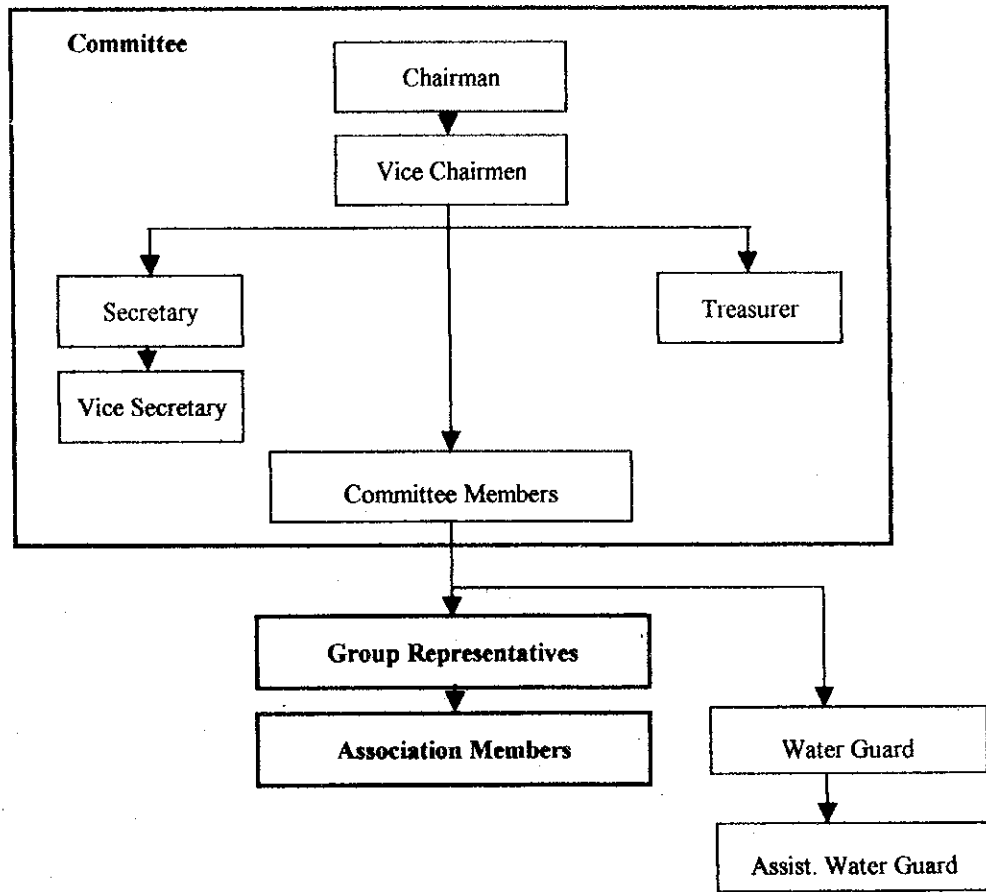 Committee
Chairman
Vice Chairmen
Secretary
Treasurer
Vice Secretary
Committee Members
Group Representatives
Association Members
Water Guard
Assist. Water Guard